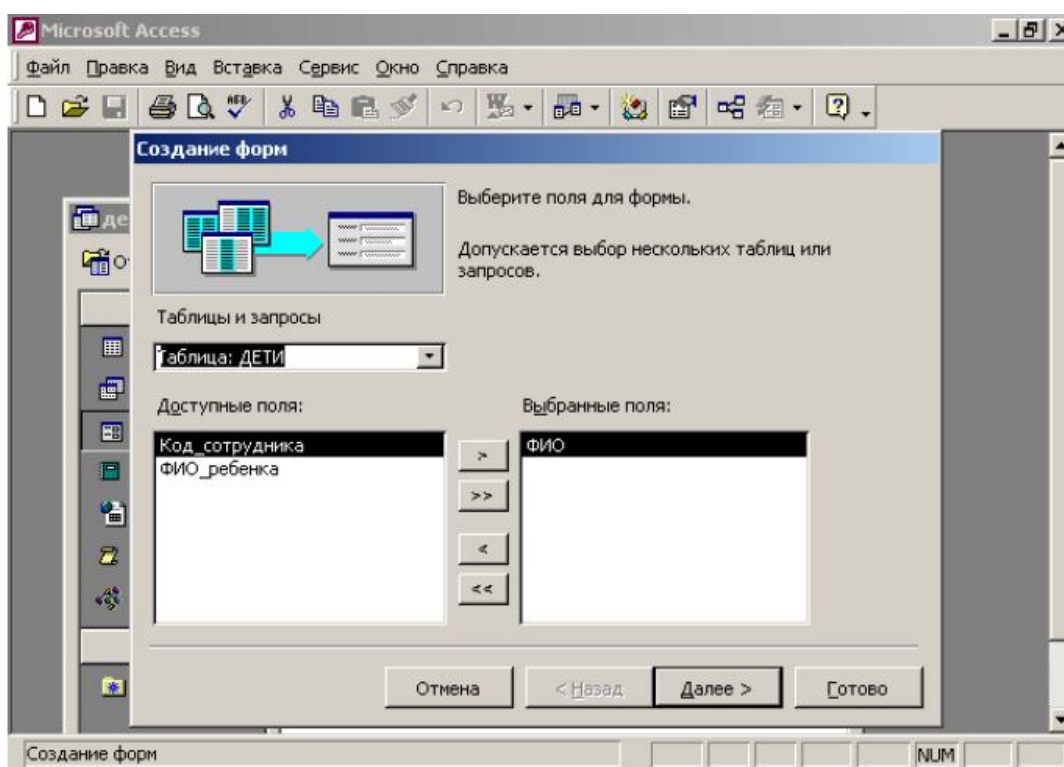 Microsoft Access
Файл Правка Вид Вставка Сервис Окно Справка
Создание форм
Выберите поля для формы.
Допускается выбор нескольких таблиц или
запросов.
Таблицы и запросы
Таблица: ДЕТИ
Доступные поля:
Выбранные поля:
Код_сотрудника
ФИО_ребенка
ФИО
>
>>
<
<<
Отмена
< Назад
Далее >
Готово
Создание форм
NUM